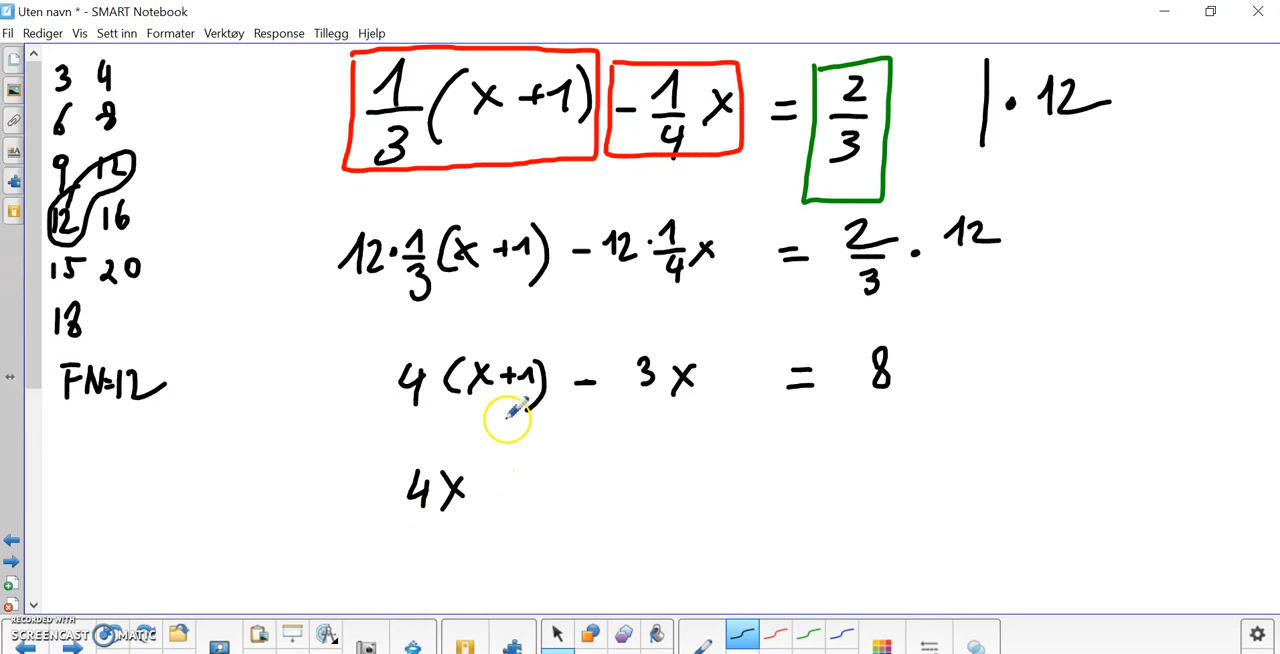 Uten navn * - SMART Notebook
Fil Rediger Vis Sett inn Formater Verktøy Response Tillegg Hjelp
3 4
6 8
9 12
12 16
15 20
18
FN=12
1/3 (x+1) - 1/4 x = 2/3 | · 12
12 · 1/3 (x+1) - 12 · 1/4 x = 2/3 · 12
4 (x+1) - 3x = 8
4x
RECORDED WITH
SCREENCAST MATIC